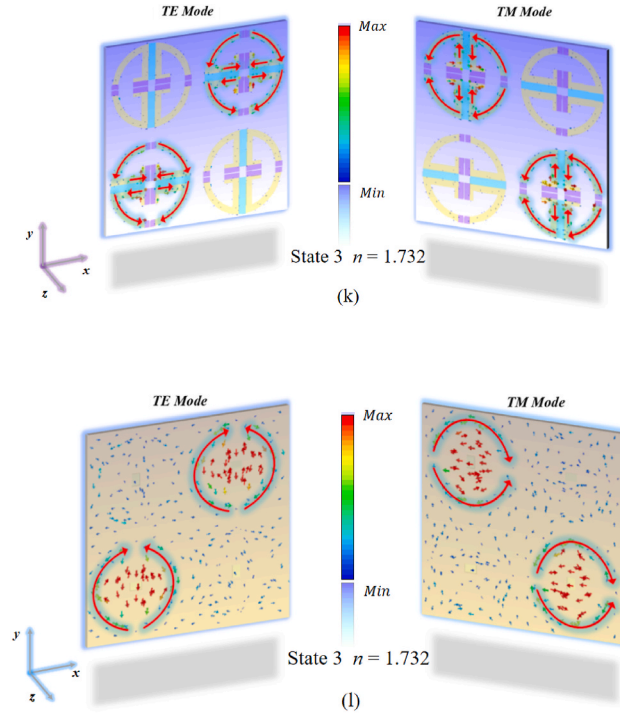 TE Mode
TM Mode
Max
Min
y
x
z
State 3 n = 1.732
(k)
TE Mode
TM Mode
Max
Min
y
x
z
State 3 n = 1.732
(l)